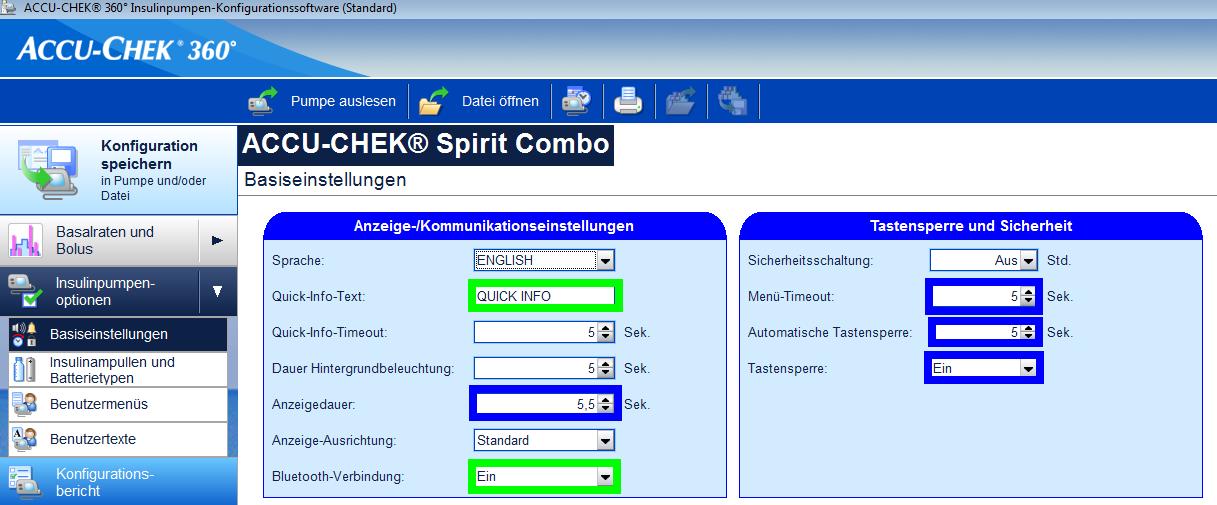 ACCU-CHEK® 360° Insulinpumpen-Konfigurationssoftware (Standard)
ACCU-CHEK® 360°
Pumpe auslesen
Datei öffnen
Konfiguration
speichern
in Pumpe und/oder
Datei
Basalraten und
Bolus
Insulinpumpen-
optionen
Basiseinstellungen
Insulinampullen und
Batterietypen
Benutzermenüs
Benutzertexte
Konfigurations-
bericht
ACCU-CHEK® Spirit Combo
Basiseinstellungen
Anzeige-/Kommunikationseinstellungen
Sprache: ENGLISH
Quick-Info-Text: QUICK INFO
Quick-Info-Timeout: 5 Sek.
Dauer Hintergrundbeleuchtung: 5 Sek.
Anzeigedauer: 5,5 Sek.
Anzeige-Ausrichtung: Standard
Bluetooth-Verbindung: Ein
Tastensperre und Sicherheit
Sicherheitsschaltung: Aus Std.
Menü-Timeout: 5 Sek.
Automatische Tastensperre: 5 Sek.
Tastensperre: Ein